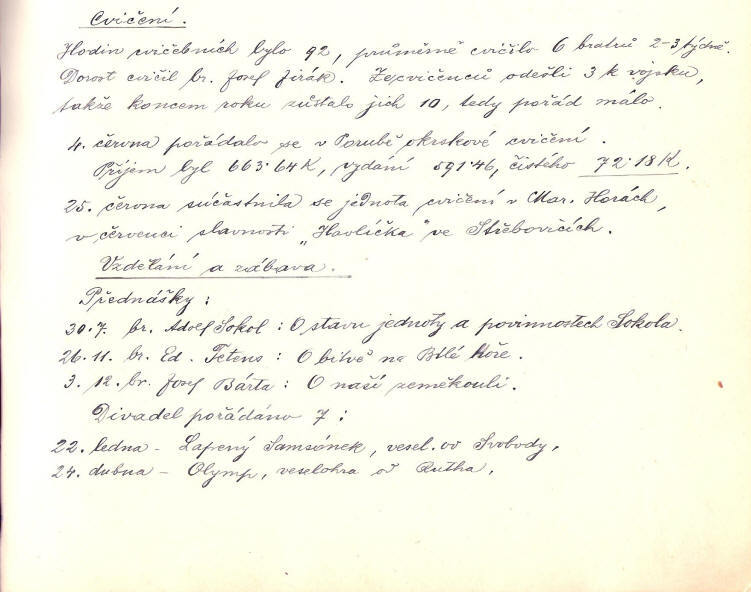 Cvičení.
Hodin cvičebních bylo 92, průměrně cvičilo 6 bratrů 2-3 týdně.
Dorost cvičil br. Josef Jirák. Ze cvičenců odešli 3 k vojsku,
takže koncem roku zůstalo jich 10, tedy pořád málo.
4. června pořádalo se v Porubě okrskové cvičení.
Příjem byl 663·64 K, vydání 591·46, čistého 72·18 K.
25. června súčastnila se jednota cvičení v Mar. Horách,
v červenci slavnosti „Havlíčka" ve Střebovicích.
Vzdělání a zábava.
Přednášky:
30.7. br. Adolf Sokol: O stavu jednoty a povinnostech Sokola.
26.11. br. Ed. Tetens: O bitvě na Bílé Hoře.
3. 12. br. Josef Bárta: O naší zeměkouli.
Divadel pořádáno 7:
22. ledna - Lapený Samsónek, vesel. od Svobody,
24. dubna - Olymp, veselohra od Rutha,